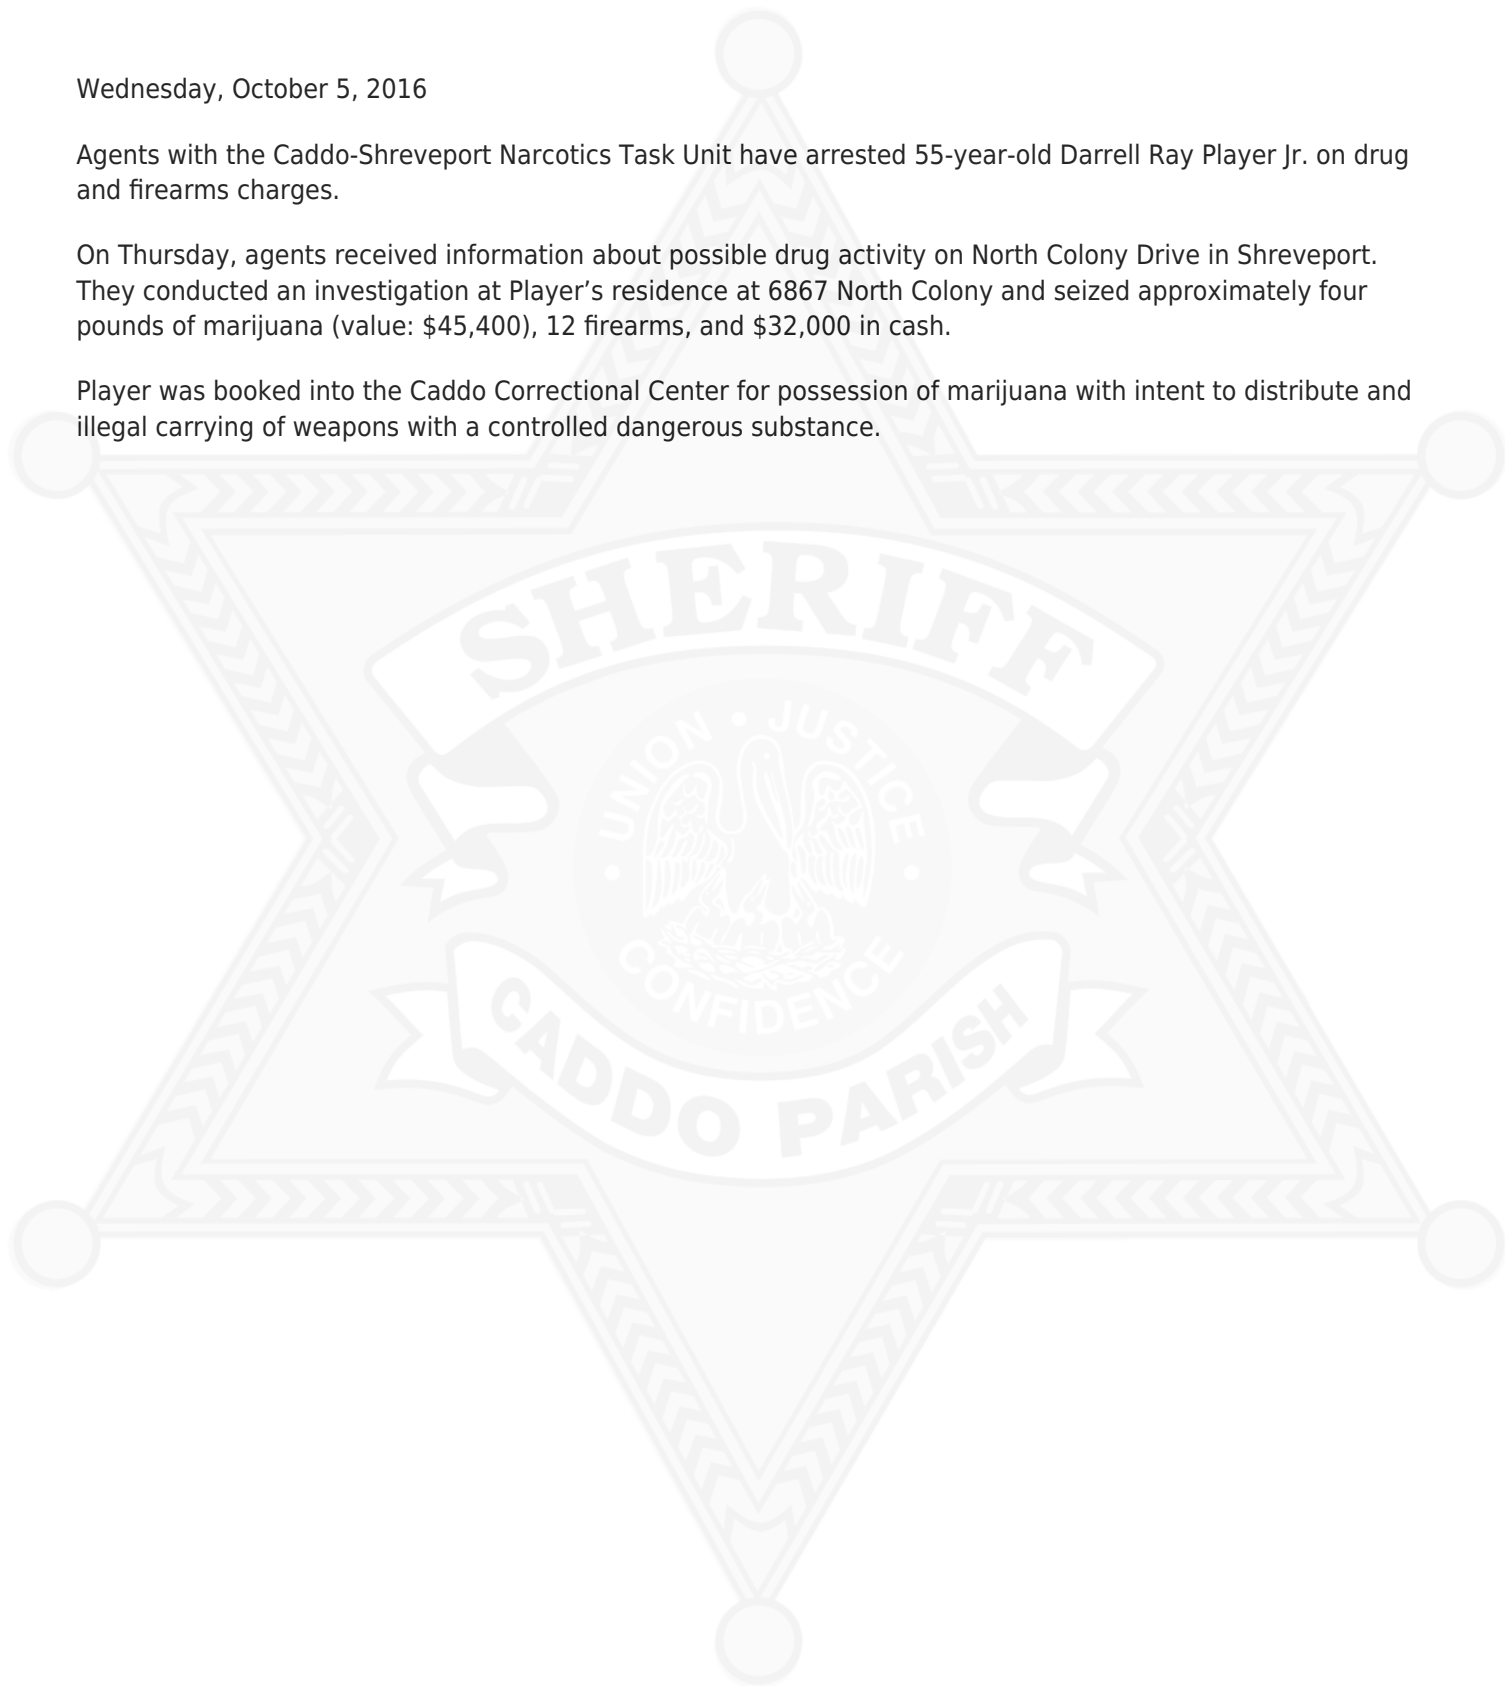 Wednesday, October 5, 2016
Agents with the Caddo-Shreveport Narcotics Task Unit have arrested 55-year-old Darrell Ray Player Jr. on drug
and firearms charges.
On Thursday, agents received information about possible drug activity on North Colony Drive in Shreveport.
They conducted an investigation at Player’s residence at 6867 North Colony and seized approximately four
pounds of marijuana (value: $45,400), 12 firearms, and $32,000 in cash.
Player was booked into the Caddo Correctional Center for possession of marijuana with intent to distribute and
illegal carrying of weapons with a controlled dangerous substance.
SHERIFF
UNION • JUSTICE
• CONFIDENCE •
CADDO PARISH